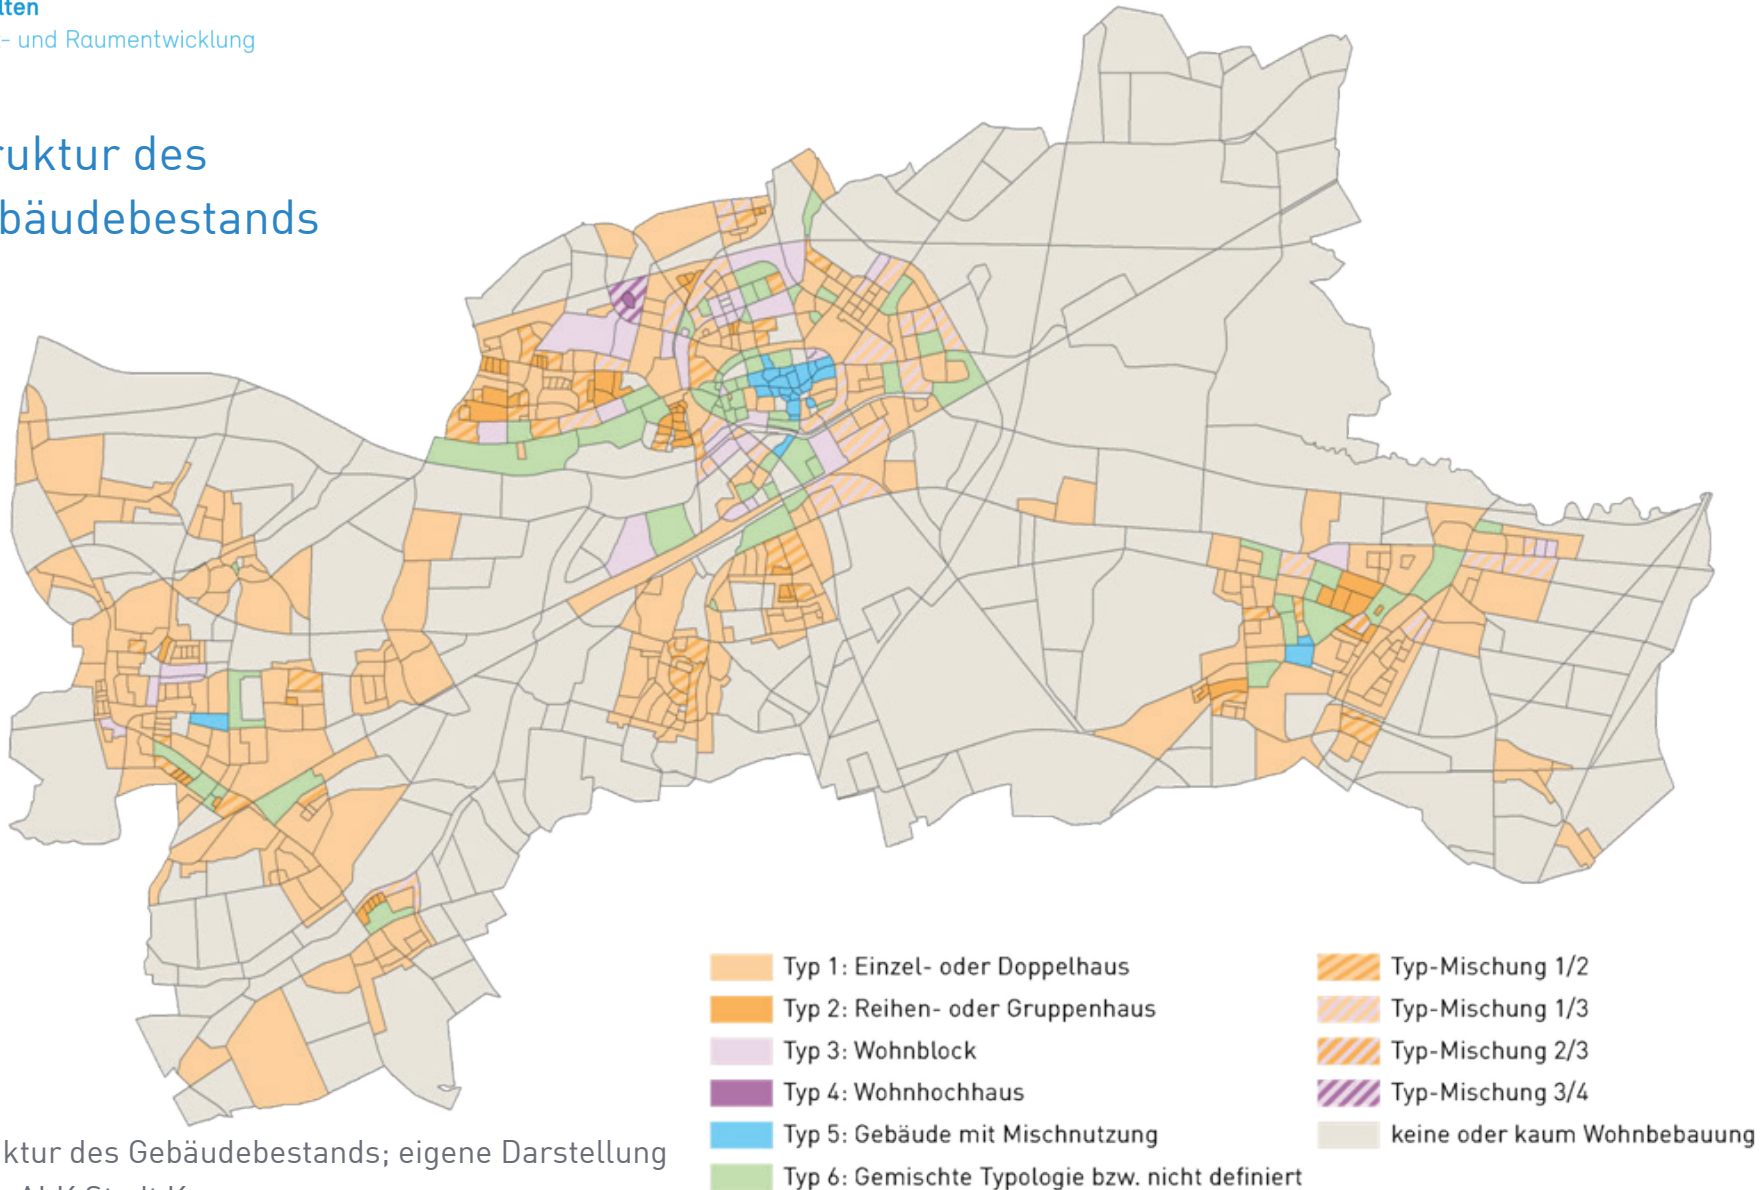 lten
- und Raumentwicklung
ruktur des
bäudebestands
Typ 1: Einzel- oder Doppelhaus
Typ 2: Reihen- oder Gruppenhaus
Typ 3: Wohnblock
Typ 4: Wohnhochhaus
Typ 5: Gebäude mit Mischnutzung
Typ 6: Gemischte Typologie bzw. nicht definiert
Typ-Mischung 1/2
Typ-Mischung 1/3
Typ-Mischung 2/3
Typ-Mischung 3/4
keine oder kaum Wohnbebauung
ktur des Gebäudebestands; eigene Darstellung